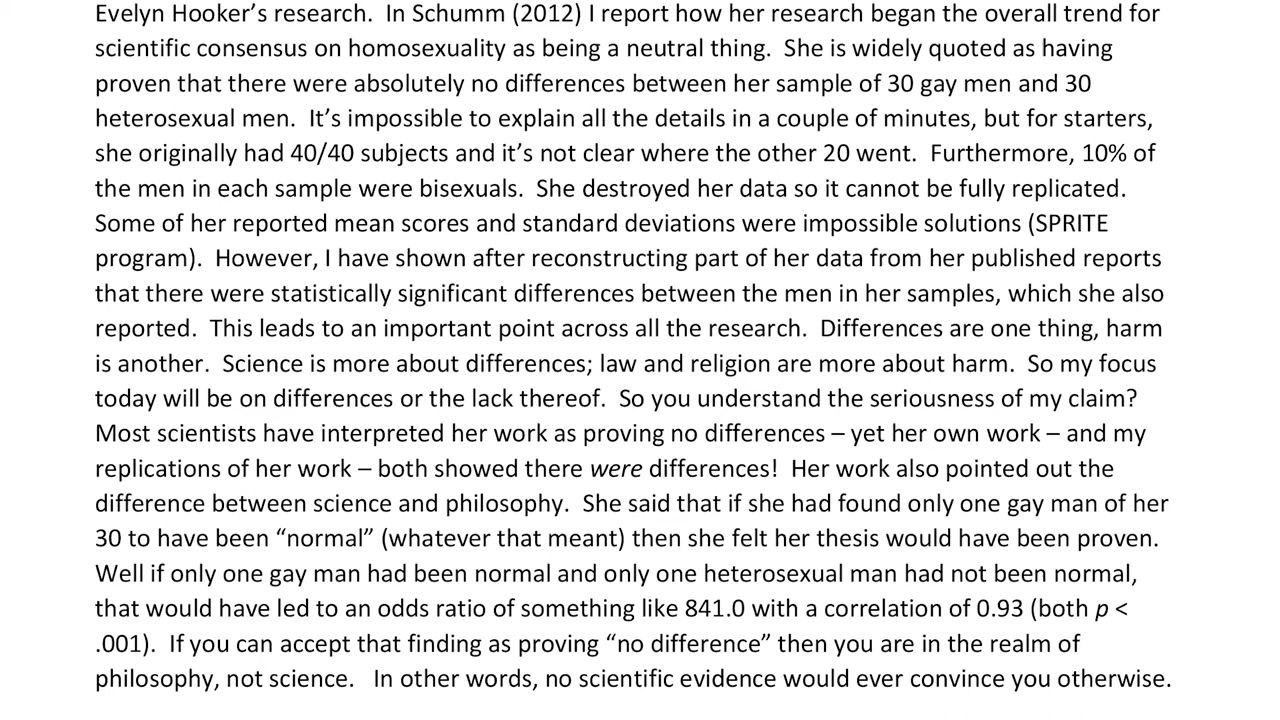 Evelyn Hooker’s research.  In Schumm (2012) I report how her research began the overall trend for
scientific consensus on homosexuality as being a neutral thing.  She is widely quoted as having
proven that there were absolutely no differences between her sample of 30 gay men and 30
heterosexual men.  It’s impossible to explain all the details in a couple of minutes, but for starters,
she originally had 40/40 subjects and it’s not clear where the other 20 went.  Furthermore, 10% of
the men in each sample were bisexuals.  She destroyed her data so it cannot be fully replicated.
Some of her reported mean scores and standard deviations were impossible solutions (SPRITE
program).  However, I have shown after reconstructing part of her data from her published reports
that there were statistically significant differences between the men in her samples, which she also
reported.  This leads to an important point across all the research.  Differences are one thing, harm
is another.  Science is more about differences; law and religion are more about harm.  So my focus
today will be on differences or the lack thereof.  So you understand the seriousness of my claim?
Most scientists have interpreted her work as proving no differences – yet her own work – and my
replications of her work – both showed there were differences!  Her work also pointed out the
difference between science and philosophy.  She said that if she had found only one gay man of her
30 to have been “normal” (whatever that meant) then she felt her thesis would have been proven.
Well if only one gay man had been normal and only one heterosexual man had not been normal,
that would have led to an odds ratio of something like 841.0 with a correlation of 0.93 (both p <
.001).  If you can accept that finding as proving “no difference” then you are in the realm of
philosophy, not science.   In other words, no scientific evidence would ever convince you otherwise.